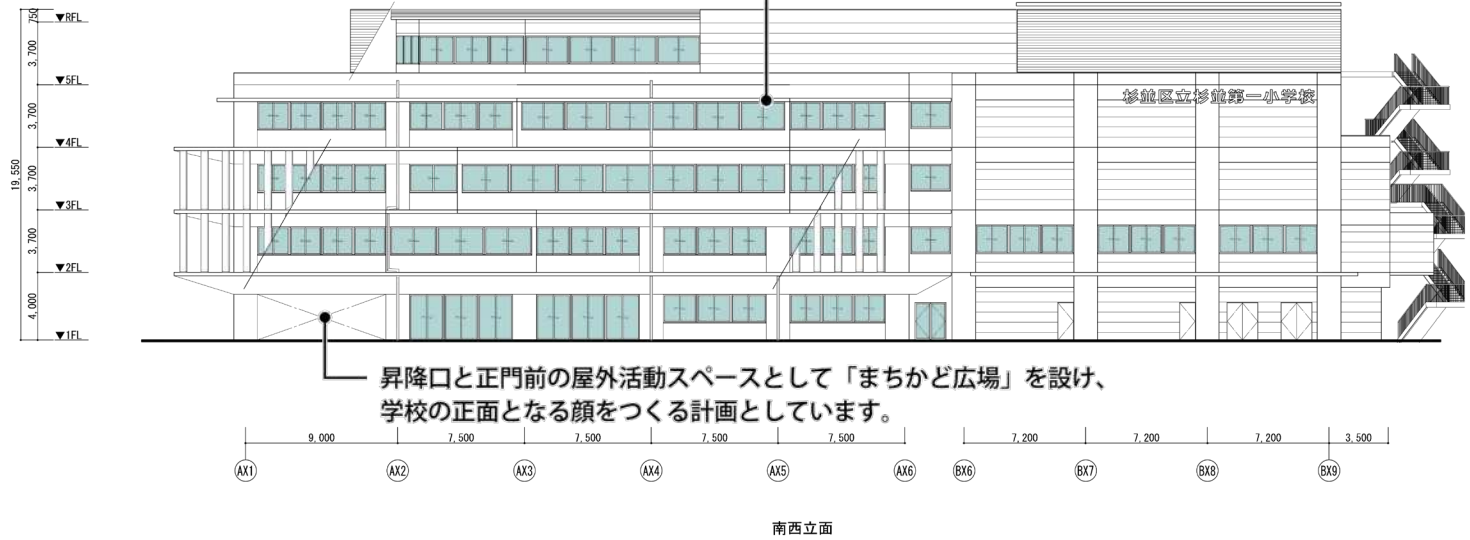 750
▼RFL
3,700
▼5FL
3,700
杉並区立杉並第一小学校
▼4FL
19,550
3,700
▼3FL
3,700
▼2FL
4,000
▼1FL
昇降口と正門前の屋外活動スペースとして「まちかど広場」を設け、
学校の正面となる顔をつくる計画としています。
9,000 7,500 7,500 7,500 7,500 7,200 7,200 7,200 3,500
AX1 AX2 AX3 AX4 AX5 AX6 BX6 BX7 BX8 BX9
南西立面